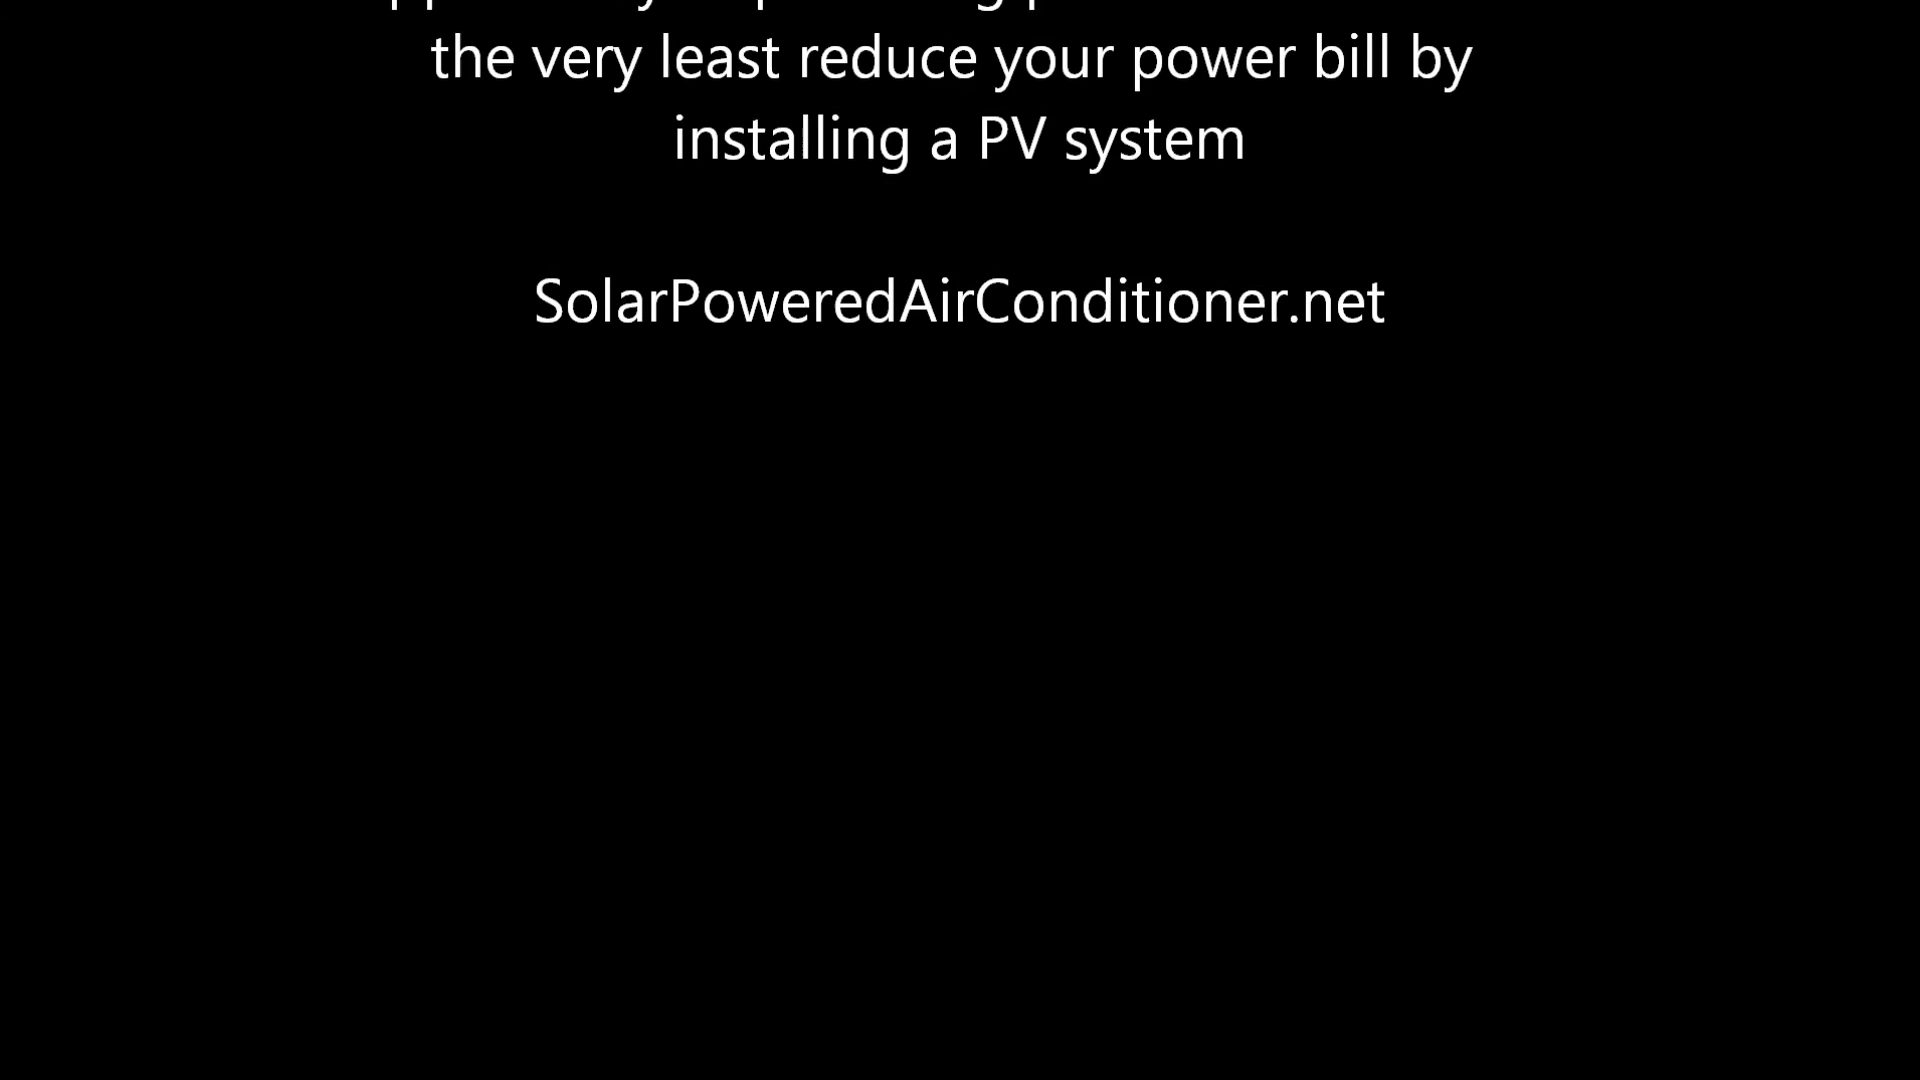 the very least reduce your power bill by
installing a PV system
SolarPoweredAirConditioner.net